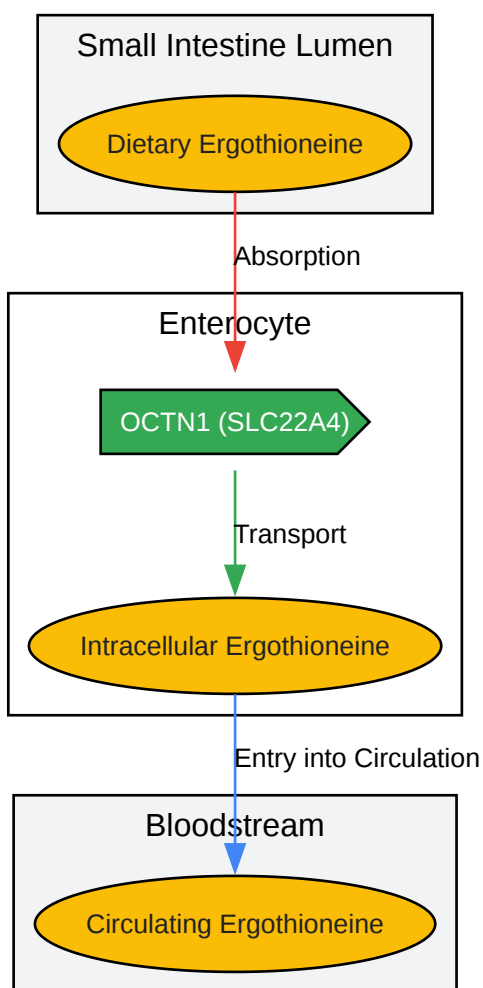 Small Intestine Lumen
Dietary Ergothioneine
Absorption
Enterocyte
OCTN1 (SLC22A4)
Transport
Intracellular Ergothioneine
Entry into Circulation
Bloodstream
Circulating Ergothioneine